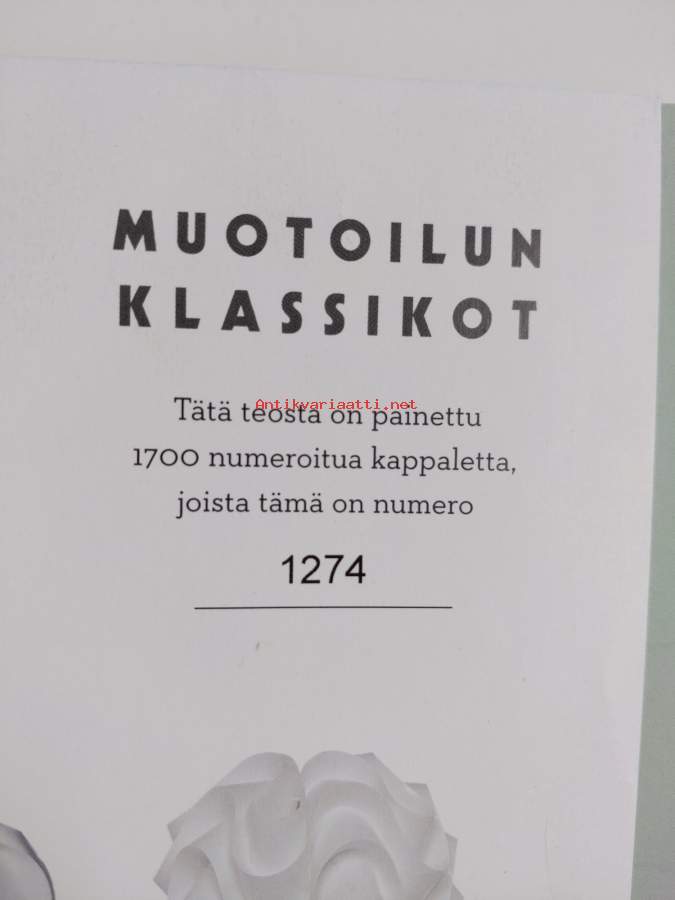 MUOTOILUN
KLASSIKOT
Antikvariaatti.net
Tätä teosta on painettu
1700 numeroitua kappaletta,
joista tämä on numero
1274